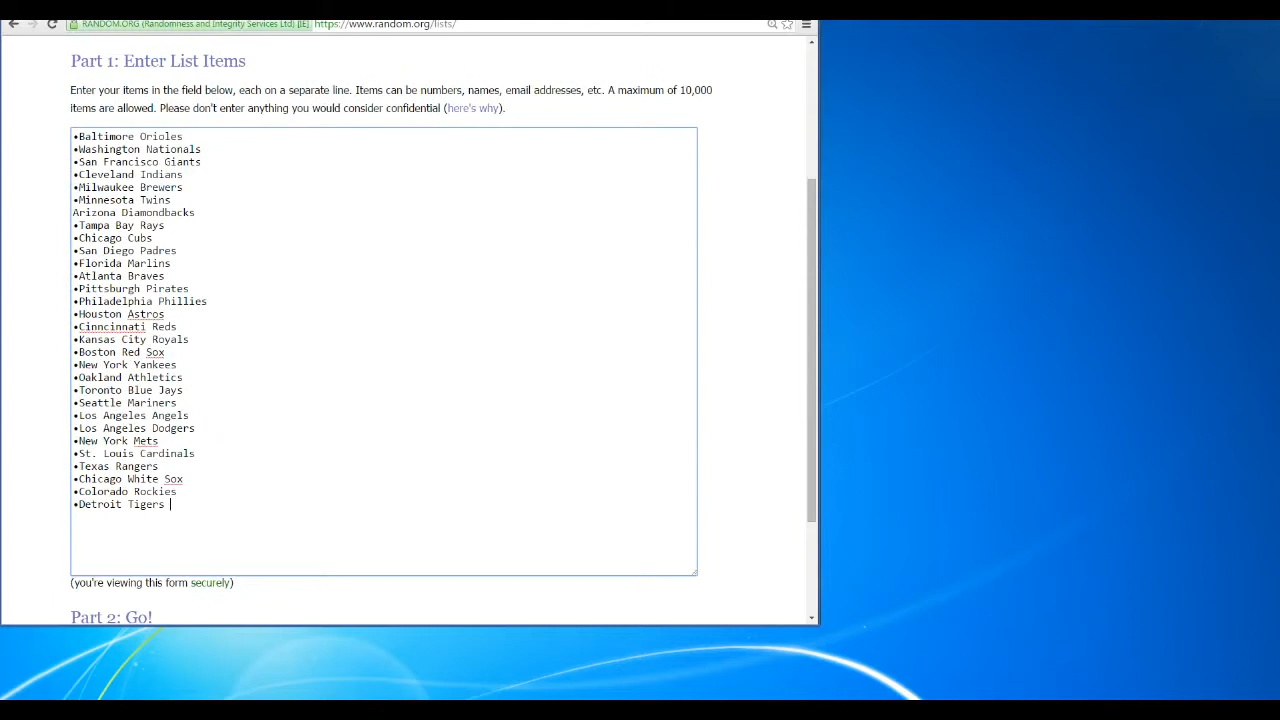 RANDOM.ORG (Randomness and Integrity Services Ltd) [IE] https://www.random.org/lists/
Part 1: Enter List Items
Enter your items in the field below, each on a separate line. Items can be numbers, names, email addresses, etc. A maximum of 10,000
items are allowed. Please don't enter anything you would consider confidential (here's why).
•Baltimore Orioles
•Washington Nationals
•San Francisco Giants
•Cleveland Indians
•Milwaukee Brewers
•Minnesota Twins
Arizona Diamondbacks
•Tampa Bay Rays
•Chicago Cubs
•San Diego Padres
•Florida Marlins
•Atlanta Braves
•Pittsburgh Pirates
•Philadelphia Phillies
•Houston Astros
•Cinncinnati Reds
•Kansas City Royals
•Boston Red Sox
•New York Yankees
•Oakland Athletics
•Toronto Blue Jays
•Seattle Mariners
•Los Angeles Angels
•Los Angeles Dodgers
•New York Mets
•St. Louis Cardinals
•Texas Rangers
•Chicago White Sox
•Colorado Rockies
•Detroit Tigers
(you're viewing this form securely)
Part 2: Go!